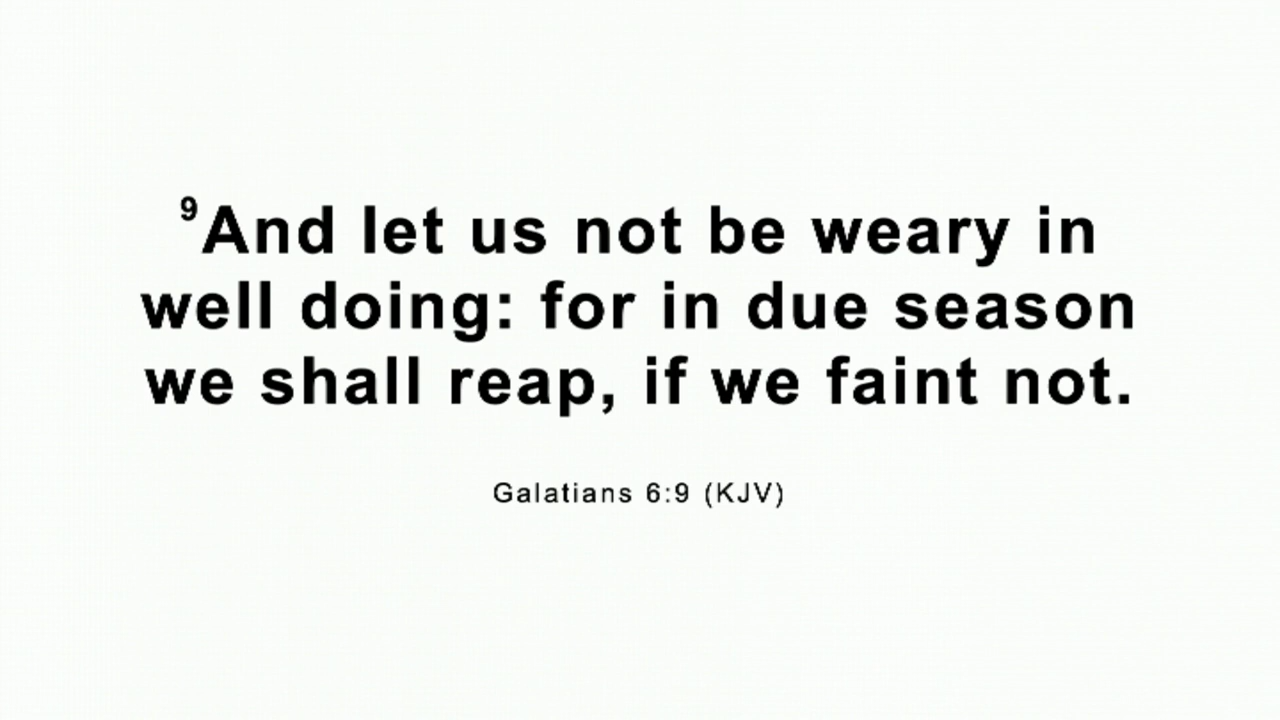 ⁹And let us not be weary in
well doing: for in due season
we shall reap, if we faint not.
Galatians 6:9 (KJV)